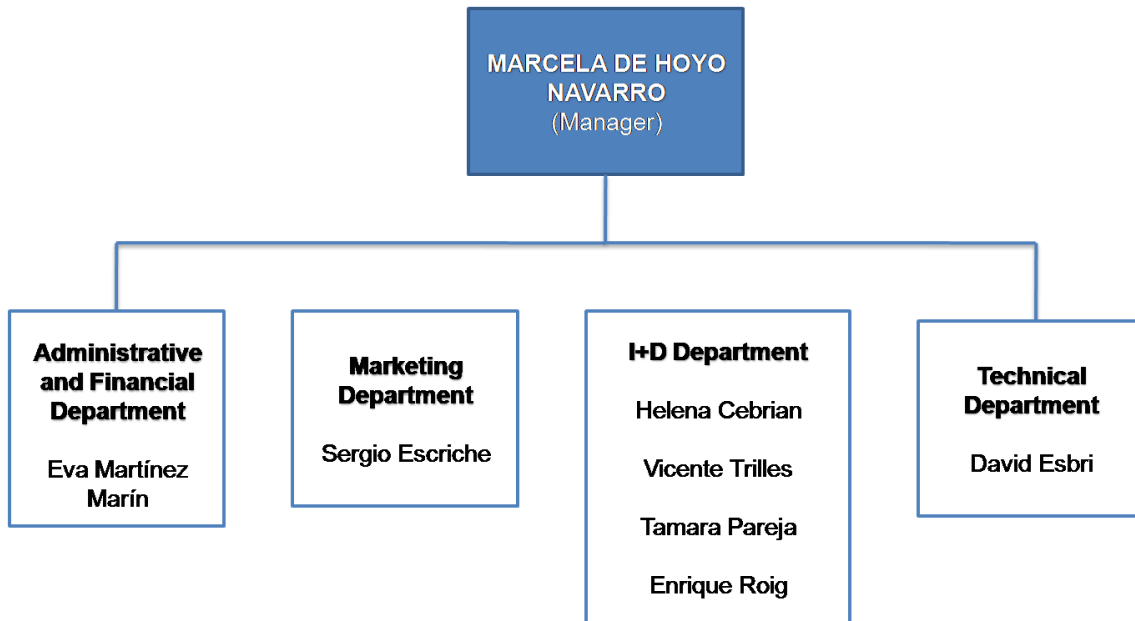 MARCELA DE HOYO
NAVARRO
(Manager)
Administrative
and Financial
Department
Eva Martínez
Marín
Marketing
Department
Sergio Escriche
I+D Department
Helena Cebrian
Vicente Trilles
Tamara Pareja
Enrique Roig
Technical
Department
David Esbri